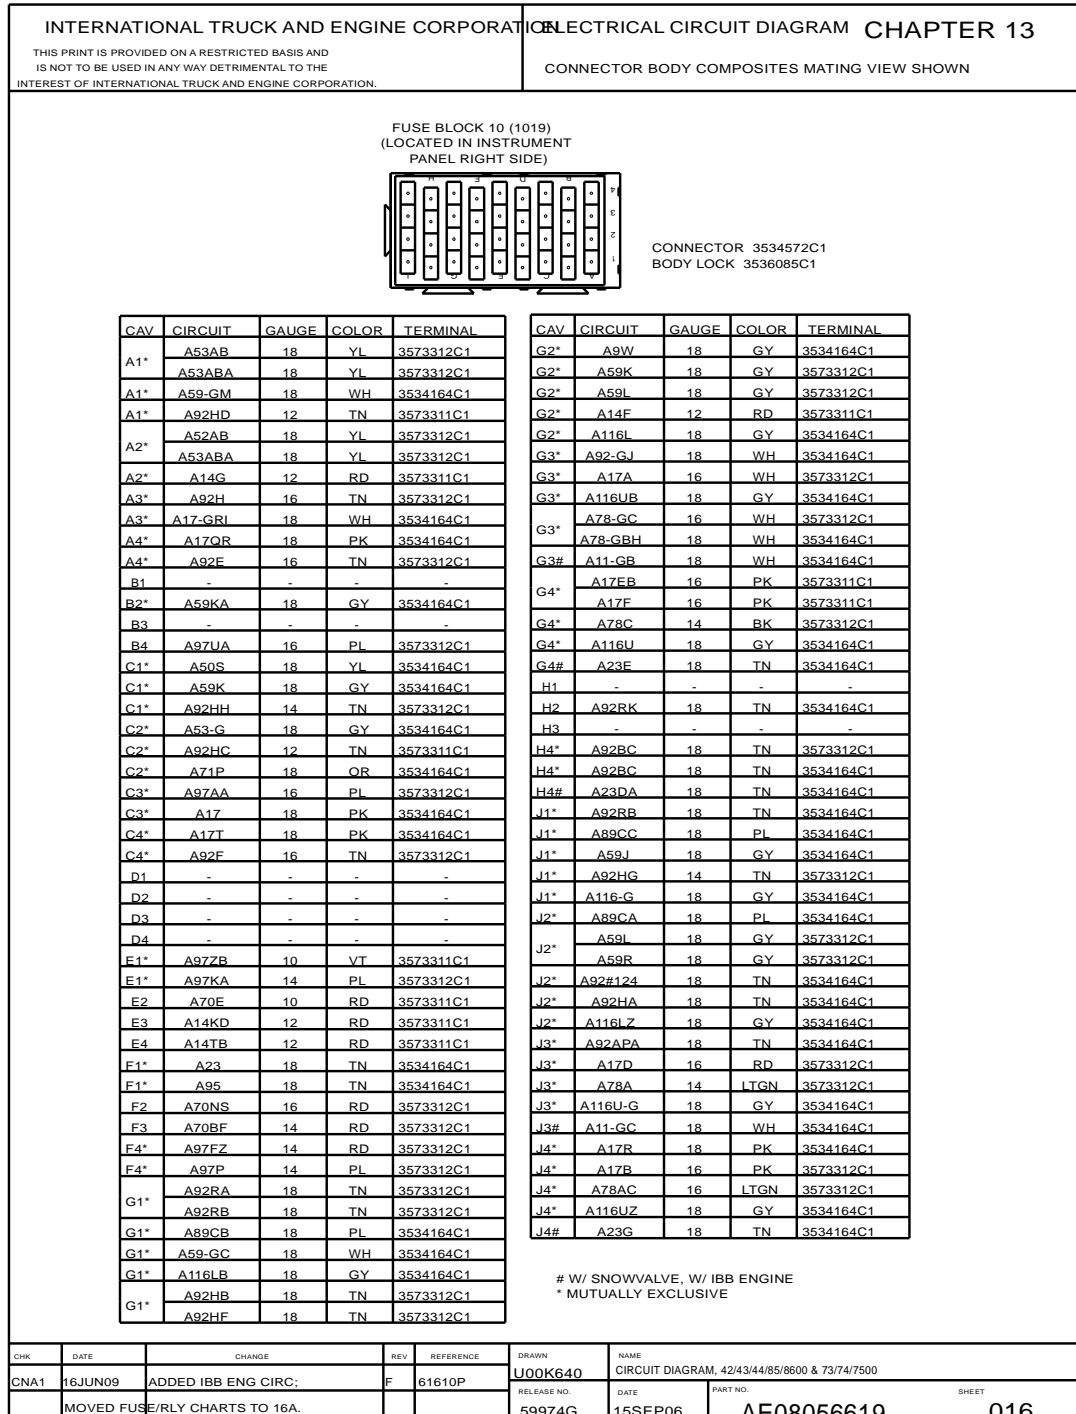 INTERNATIONAL TRUCK AND ENGINE CORPORATION
THIS PRINT IS PROVIDED ON A RESTRICTED BASIS AND
IS NOT TO BE USED IN ANY WAY DETRIMENTAL TO THE
INTEREST OF INTERNATIONAL TRUCK AND ENGINE CORPORATION.
ELECTRICAL CIRCUIT DIAGRAM CHAPTER 13
CONNECTOR BODY COMPOSITES MATING VIEW SHOWN
FUSE BLOCK 10 (1019)
(LOCATED IN INSTRUMENT
PANEL RIGHT SIDE)
H F D B
4
3
2
1
J G E C A
CONNECTOR 3534572C1
BODY LOCK 3536085C1
CAV CIRCUIT GAUGE COLOR TERMINAL
A1* A53AB 18 YL 3573312C1
A53ABA 18 YL 3573312C1
A1* A59-GM 18 WH 3534164C1
A1* A92HD 12 TN 3573311C1
A2* A52AB 18 YL 3573312C1
A53ABA 18 YL 3573312C1
A2* A14G 12 RD 3573311C1
A3* A92H 16 TN 3573312C1
A3* A17-GRI 18 WH 3534164C1
A4* A17QR 18 PK 3534164C1
A4* A92E 16 TN 3573312C1
B1 - - - -
B2* A59KA 18 GY 3534164C1
B3 - - - -
B4 A97UA 16 PL 3573312C1
C1* A50S 18 YL 3534164C1
C1* A59K 18 GY 3534164C1
C1* A92HH 14 TN 3573312C1
C2* A53-G 18 GY 3534164C1
C2* A92HC 12 TN 3573311C1
C2* A71P 18 OR 3534164C1
C3* A97AA 16 PL 3573312C1
C3* A17 18 PK 3534164C1
C4* A17T 18 PK 3534164C1
C4* A92F 16 TN 3573312C1
D1 - - - -
D2 - - - -
D3 - - - -
D4 - - - -
E1* A97ZB 10 VT 3573311C1
E1* A97KA 14 PL 3573312C1
E2 A70E 10 RD 3573311C1
E3 A14KD 12 RD 3573311C1
E4 A14TB 12 RD 3573311C1
F1* A23 18 TN 3534164C1
F1* A95 18 TN 3534164C1
F2 A70NS 16 RD 3573312C1
F3 A70BF 14 RD 3573312C1
F4* A97FZ 14 RD 3573312C1
F4* A97P 14 PL 3573312C1
G1* A92RA 18 TN 3573312C1
A92RB 18 TN 3573312C1
G1* A89CB 18 PL 3534164C1
G1* A59-GC 18 WH 3534164C1
G1* A116LB 18 GY 3534164C1
G1* A92HB 18 TN 3573312C1
A92HF 18 TN 3573312C1
CAV CIRCUIT GAUGE COLOR TERMINAL
G2* A9W 18 GY 3534164C1
G2* A59K 18 GY 3573312C1
G2* A59L 18 GY 3573312C1
G2* A14F 12 RD 3573311C1
G2* A116L 18 GY 3534164C1
G3* A92-GJ 18 WH 3534164C1
G3* A17A 16 WH 3573312C1
G3* A116UB 18 GY 3534164C1
G3* A78-GC 16 WH 3573312C1
A78-GBH 18 WH 3534164C1
G3# A11-GB 18 WH 3534164C1
G4* A17EB 16 PK 3573311C1
A17F 16 PK 3573311C1
G4* A78C 14 BK 3573312C1
G4* A116U 18 GY 3534164C1
G4# A23E 18 TN 3534164C1
H1 - - - -
H2 A92RK 18 TN 3534164C1
H3 - - - -
H4* A92BC 18 TN 3573312C1
H4* A92BC 18 TN 3534164C1
H4# A23DA 18 TN 3534164C1
J1* A92RB 18 TN 3534164C1
J1* A89CC 18 PL 3534164C1
J1* A59J 18 GY 3534164C1
J1* A92HG 14 TN 3573312C1
J1* A116-G 18 GY 3534164C1
J2* A89CA 18 PL 3534164C1
J2* A59L 18 GY 3573312C1
A59R 18 GY 3573312C1
J2* A92#124 18 TN 3534164C1
J2* A92HA 18 TN 3534164C1
J2* A116LZ 18 GY 3534164C1
J3* A92APA 18 TN 3534164C1
J3* A17D 16 RD 3573312C1
J3* A78A 14 LTGN 3573312C1
J3* A116U-G 18 GY 3534164C1
J3# A11-GC 18 WH 3534164C1
J4* A17R 18 PK 3534164C1
J4* A17B 16 PK 3573312C1
J4* A78AC 16 LTGN 3573312C1
J4* A116UZ 18 GY 3534164C1
J4# A23G 18 TN 3534164C1
# W/ SNOWVALVE, W/ IBB ENGINE
* MUTUALLY EXCLUSIVE
CHK DATE CHANGE REV REFERENCE
CNA1 16JUN09 ADDED IBB ENG CIRC; F 61610P
MOVED FUSE/RLY CHARTS TO 16A.
DRAWN
U00K640
NAME
CIRCUIT DIAGRAM, 42/43/44/85/8600 & 73/74/7500
RELEASE NO. DATE PART NO. SHEET
59974G 15SEP06 AE08056619 016